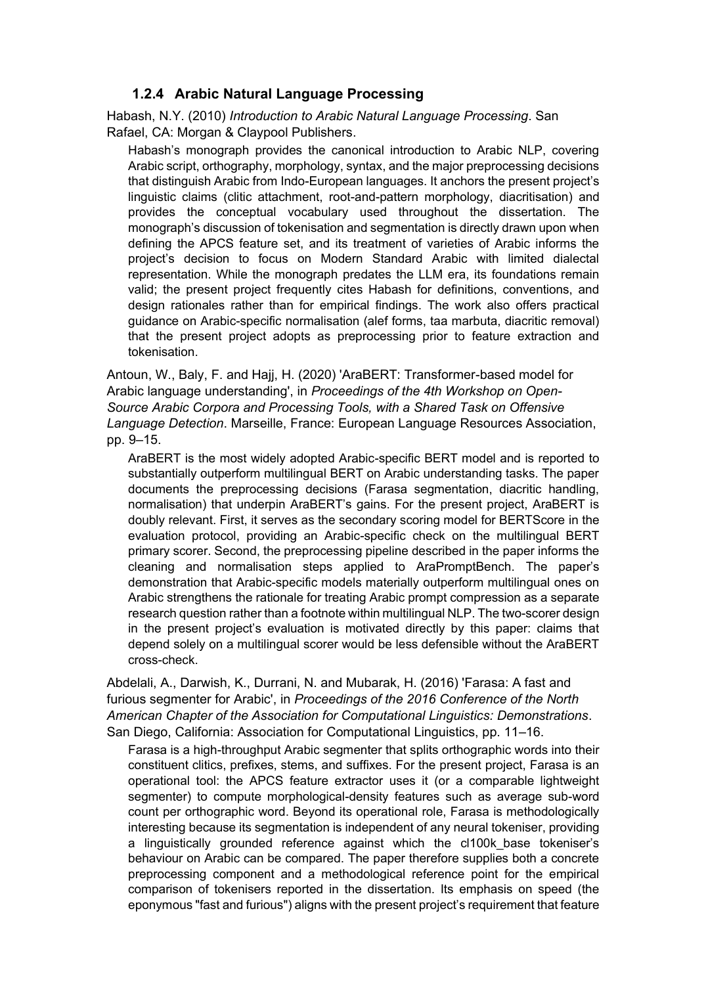 1.2.4 Arabic Natural Language Processing
Habash, N.Y. (2010) Introduction to Arabic Natural Language Processing. San
Rafael, CA: Morgan & Claypool Publishers.
Habash’s monograph provides the canonical introduction to Arabic NLP, covering
Arabic script, orthography, morphology, syntax, and the major preprocessing decisions
that distinguish Arabic from Indo-European languages. It anchors the present project’s
linguistic claims (clitic attachment, root-and-pattern morphology, diacritisation) and
provides the conceptual vocabulary used throughout the dissertation. The
monograph’s discussion of tokenisation and segmentation is directly drawn upon when
defining the APCS feature set, and its treatment of varieties of Arabic informs the
project’s decision to focus on Modern Standard Arabic with limited dialectal
representation. While the monograph predates the LLM era, its foundations remain
valid; the present project frequently cites Habash for definitions, conventions, and
design rationales rather than for empirical findings. The work also offers practical
guidance on Arabic-specific normalisation (alef forms, taa marbuta, diacritic removal)
that the present project adopts as preprocessing prior to feature extraction and
tokenisation.
Antoun, W., Baly, F. and Hajj, H. (2020) 'AraBERT: Transformer-based model for
Arabic language understanding', in Proceedings of the 4th Workshop on Open-
Source Arabic Corpora and Processing Tools, with a Shared Task on Offensive
Language Detection. Marseille, France: European Language Resources Association,
pp. 9–15.
AraBERT is the most widely adopted Arabic-specific BERT model and is reported to
substantially outperform multilingual BERT on Arabic understanding tasks. The paper
documents the preprocessing decisions (Farasa segmentation, diacritic handling,
normalisation) that underpin AraBERT’s gains. For the present project, AraBERT is
doubly relevant. First, it serves as the secondary scoring model for BERTScore in the
evaluation protocol, providing an Arabic-specific check on the multilingual BERT
primary scorer. Second, the preprocessing pipeline described in the paper informs the
cleaning and normalisation steps applied to AraPromptBench. The paper’s
demonstration that Arabic-specific models materially outperform multilingual ones on
Arabic strengthens the rationale for treating Arabic prompt compression as a separate
research question rather than a footnote within multilingual NLP. The two-scorer design
in the present project’s evaluation is motivated directly by this paper: claims that
depend solely on a multilingual scorer would be less defensible without the AraBERT
cross-check.
Abdelali, A., Darwish, K., Durrani, N. and Mubarak, H. (2016) 'Farasa: A fast and
furious segmenter for Arabic', in Proceedings of the 2016 Conference of the North
American Chapter of the Association for Computational Linguistics: Demonstrations.
San Diego, California: Association for Computational Linguistics, pp. 11–16.
Farasa is a high-throughput Arabic segmenter that splits orthographic words into their
constituent clitics, prefixes, stems, and suffixes. For the present project, Farasa is an
operational tool: the APCS feature extractor uses it (or a comparable lightweight
segmenter) to compute morphological-density features such as average sub-word
count per orthographic word. Beyond its operational role, Farasa is methodologically
interesting because its segmentation is independent of any neural tokeniser, providing
a linguistically grounded reference against which the cl100k_base tokeniser’s
behaviour on Arabic can be compared. The paper therefore supplies both a concrete
preprocessing component and a methodological reference point for the empirical
comparison of tokenisers reported in the dissertation. Its emphasis on speed (the
eponymous "fast and furious") aligns with the present project’s requirement that feature